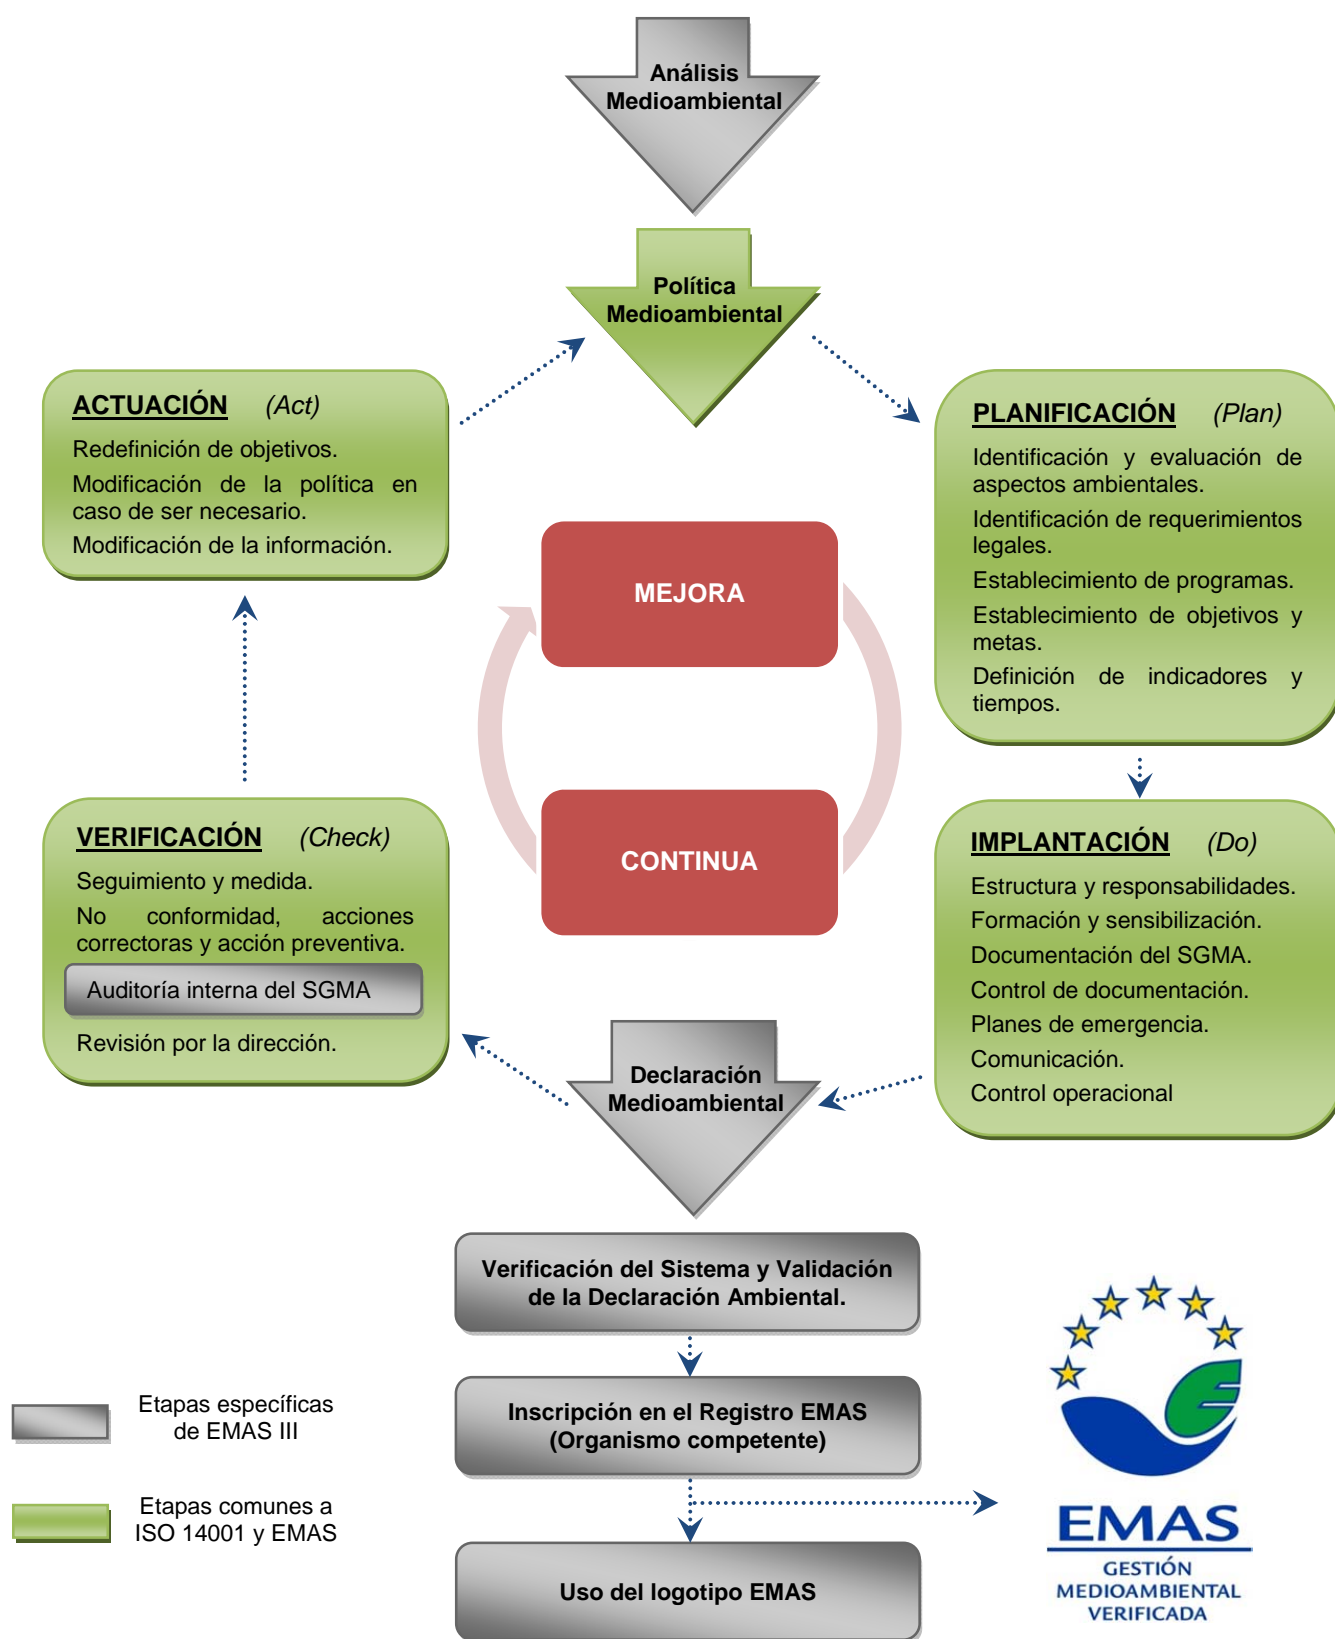 Análisis
Medioambiental
Política
Medioambiental
ACTUACIÓN (Act)
Redefinición de objetivos.
Modificación de la política en
caso de ser necesario.
Modificación de la información.
PLANIFICACIÓN (Plan)
Identificación y evaluación de
aspectos ambientales.
Identificación de requerimientos
legales.
Establecimiento de programas.
Establecimiento de objetivos y
metas.
Definición de indicadores y
tiempos.
MEJORA
CONTINUA
VERIFICACIÓN (Check)
Seguimiento y medida.
No conformidad, acciones
correctoras y acción preventiva.
Auditoría interna del SGMA
Revisión por la dirección.
IMPLANTACIÓN (Do)
Estructura y responsabilidades.
Formación y sensibilización.
Documentación del SGMA.
Control de documentación.
Planes de emergencia.
Comunicación.
Control operacional
Declaración
Medioambiental
Verificación del Sistema y Validación
de la Declaración Ambiental.
Inscripción en el Registro EMAS
(Organismo competente)
Uso del logotipo EMAS
Etapas específicas
de EMAS III
Etapas comunes a
ISO 14001 y EMAS
EMAS
GESTIÓN
MEDIOAMBIENTAL
VERIFICADA